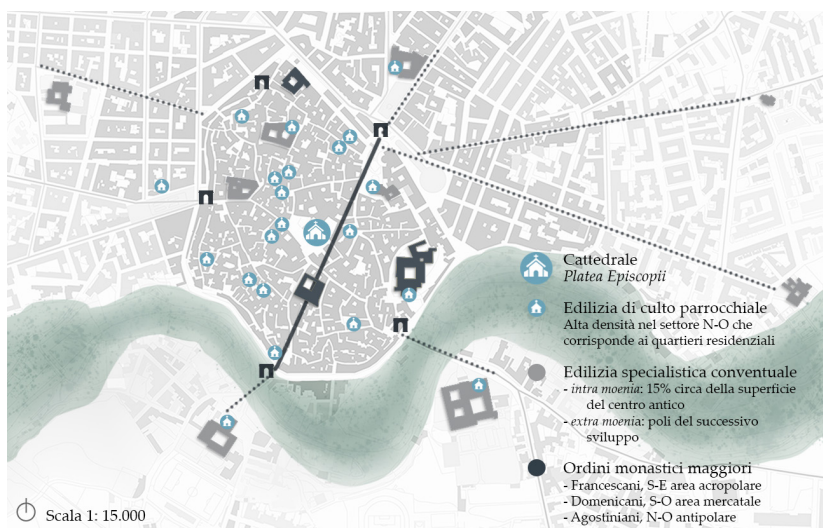 Cattedrale
Platea Episcopii
Edilizia di culto parrocchiale
Alta densità nel settore N-O che
corrisponde ai quartieri residenziali
Edilizia specialistica conventuale
- intra moenia: 15% circa della superficie
del centro antico
- extra moenia: poli del successivo
sviluppo
Ordini monastici maggiori
- Francescani, S-E area acropolare
- Domenicani, S-O area mercatale
- Agostiniani, N-O antipolare
Scala 1: 15.000